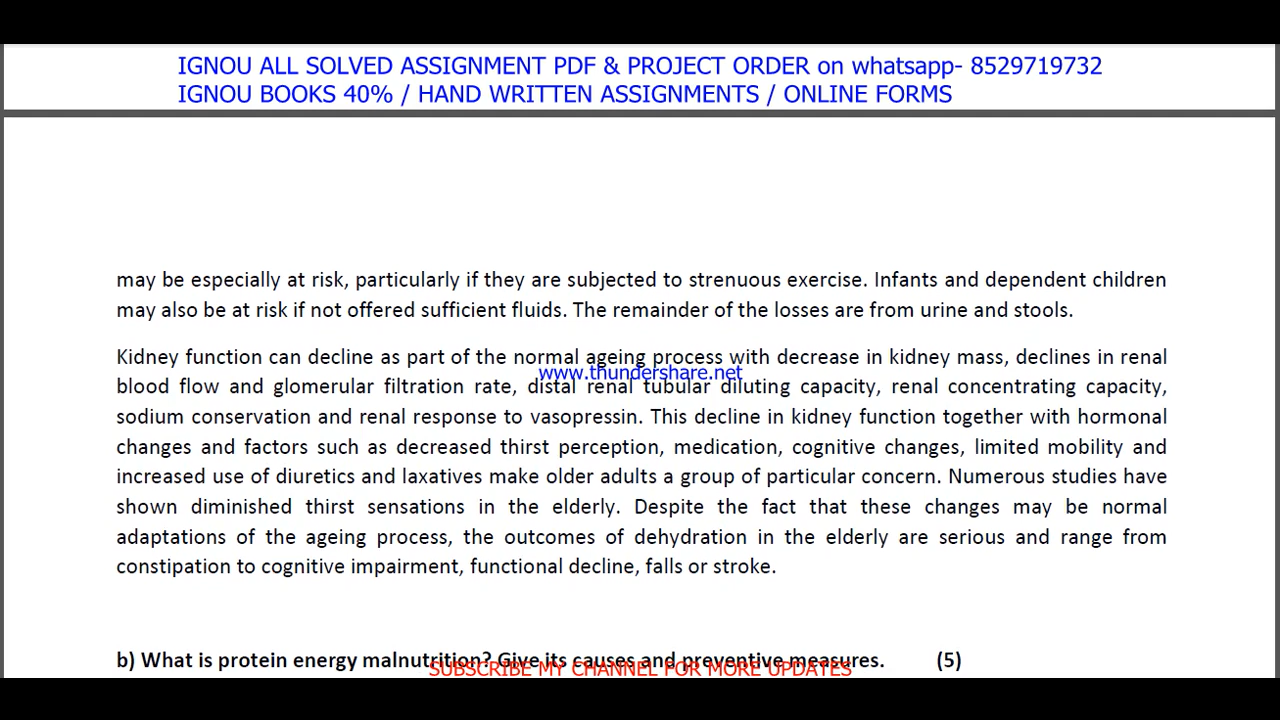 IGNOU ALL SOLVED ASSIGNMENT PDF & PROJECT ORDER on whatsapp- 8529719732
IGNOU BOOKS 40% / HAND WRITTEN ASSIGNMENTS / ONLINE FORMS
may be especially at risk, particularly if they are subjected to strenuous exercise. Infants and dependent children
may also be at risk if not offered sufficient fluids. The remainder of the losses are from urine and stools.
Kidney function can decline as part of the normal ageing process with decrease in kidney mass, declines in renal
www.thundershare.net
blood flow and glomerular filtration rate, distal renal tubular diluting capacity, renal concentrating capacity,
sodium conservation and renal response to vasopressin. This decline in kidney function together with hormonal
changes and factors such as decreased thirst perception, medication, cognitive changes, limited mobility and
increased use of diuretics and laxatives make older adults a group of particular concern. Numerous studies have
shown diminished thirst sensations in the elderly. Despite the fact that these changes may be normal
adaptations of the ageing process, the outcomes of dehydration in the elderly are serious and range from
constipation to cognitive impairment, functional decline, falls or stroke.
b) What is protein energy malnutrition? Give its causes and preventive measures. (5)
SUBSCRIBE MY CHANNEL FOR MORE UPDATES